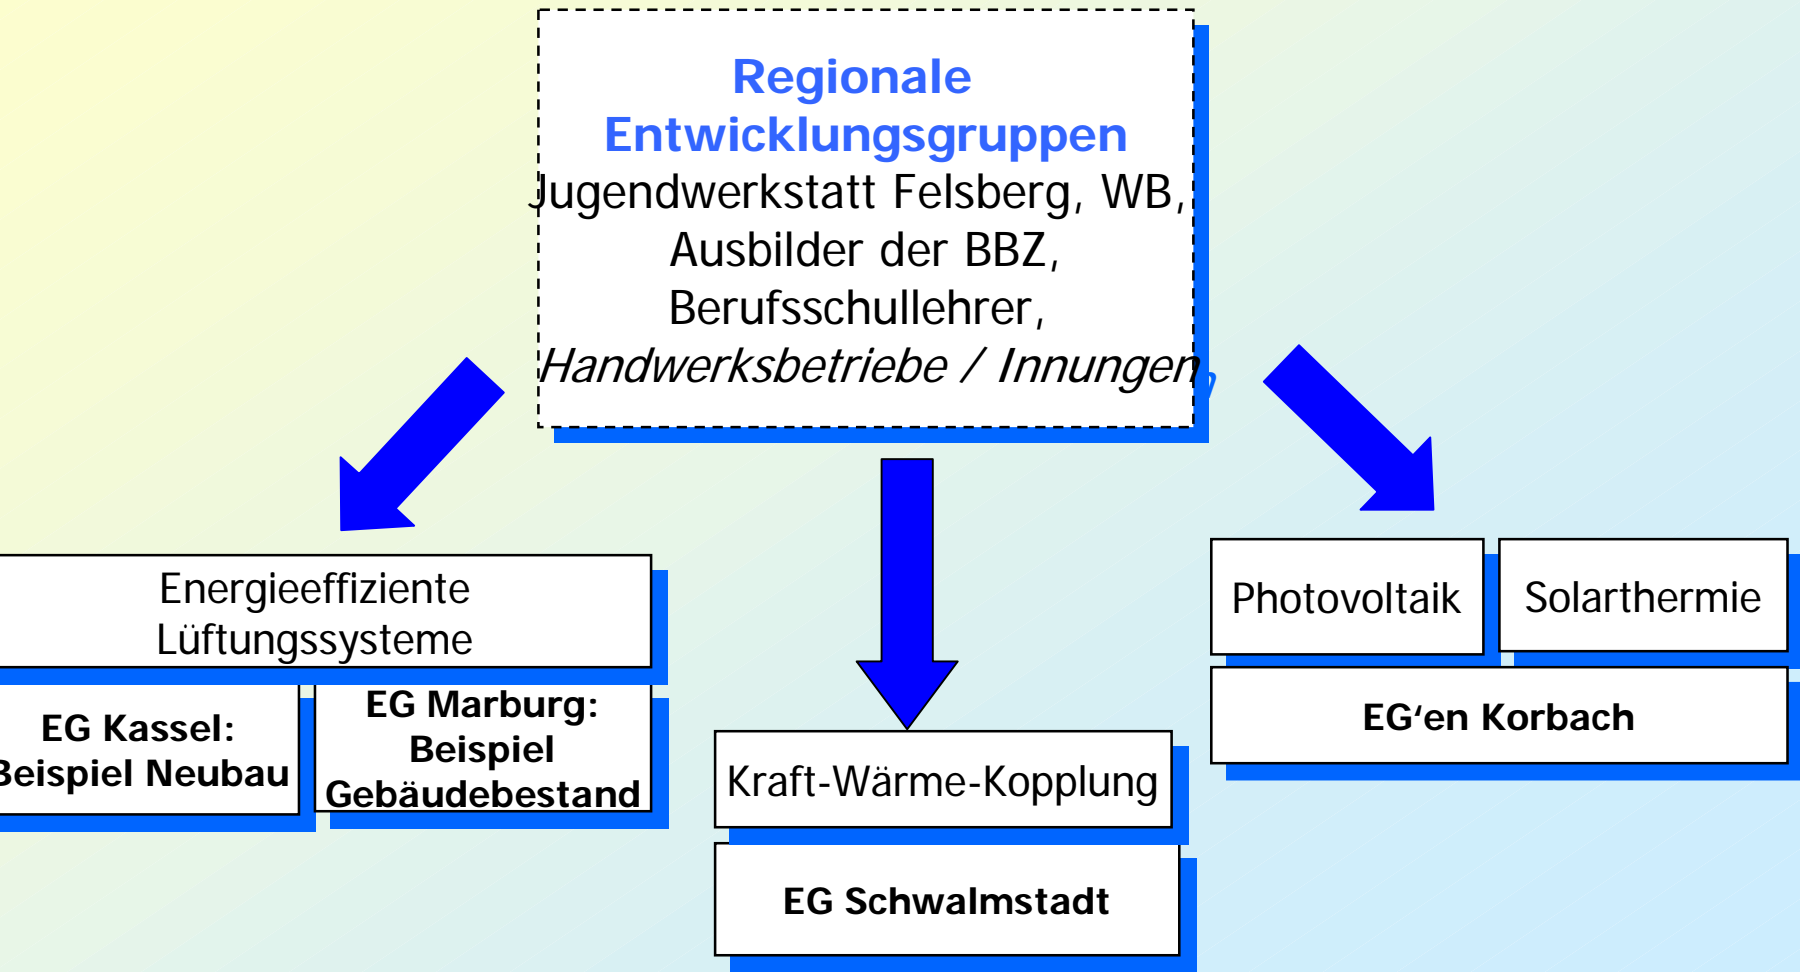 Regionale
Entwicklungsgruppen
Jugendwerkstatt Felsberg, WB,
Ausbilder der BBZ,
Berufsschullehrer,
Handwerksbetriebe / Innungen
Energieeffiziente
Lüftungssysteme
EG Kassel:
Beispiel Neubau
EG Marburg:
Beispiel
Gebäudebestand
Kraft-Wärme-Kopplung
EG Schwalmstadt
Photovoltaik
Solarthermie
EG‘en Korbach